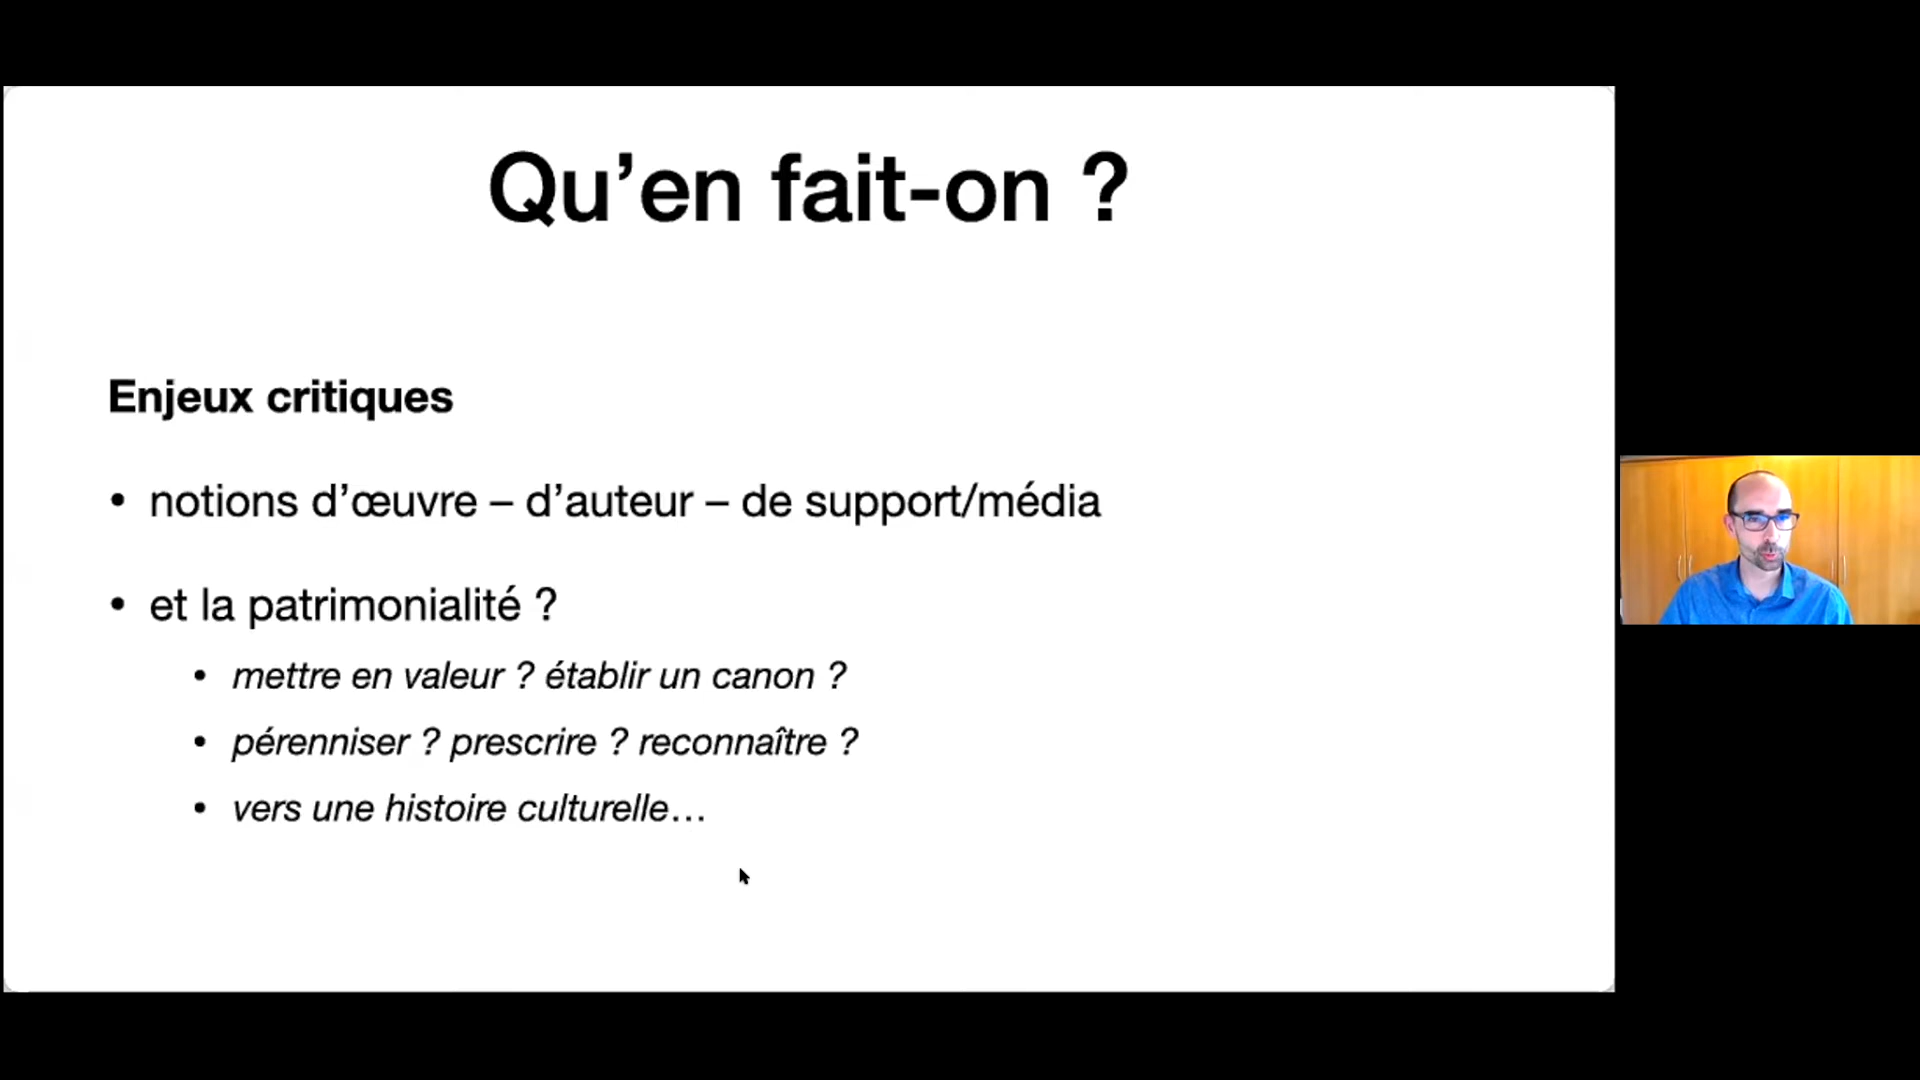 Qu’en fait-on ?
Enjeux critiques
• notions d’œuvre – d’auteur – de support/média
• et la patrimonialité ?
• mettre en valeur ? établir un canon ?
• pérenniser ? prescrire ? reconnaître ?
• vers une histoire culturelle…